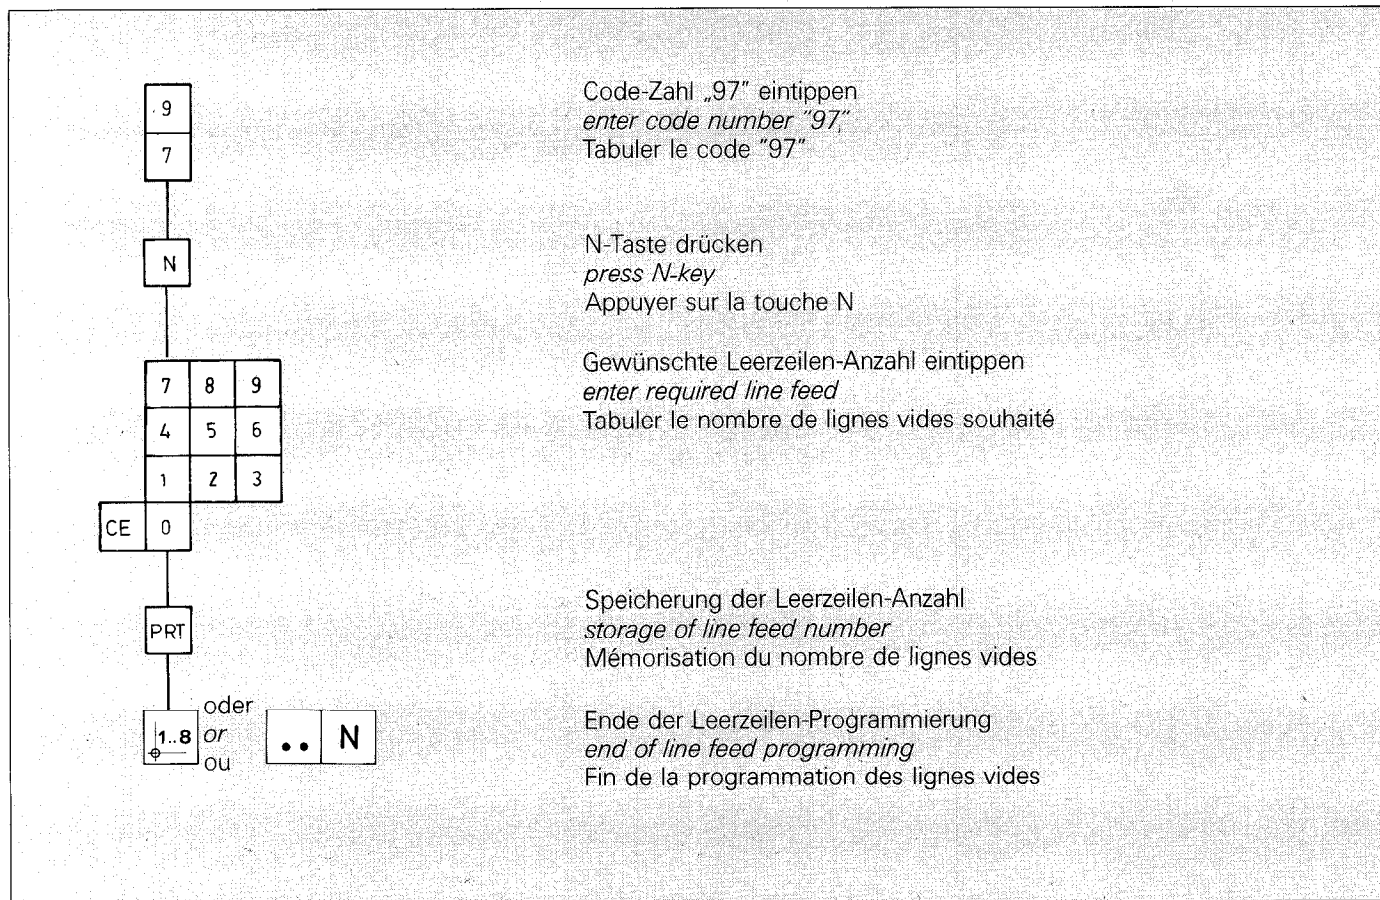 9
7
Code-Zahl „97" eintippen
enter code number "97"
Tabuler le code "97"
N
N-Taste drücken
press N-key
Appuyer sur la touche N
7 8 9
4 5 6
1 2 3
CE 0
Gewünschte Leerzeilen-Anzahl eintippen
enter required line feed
Tabuler le nombre de lignes vides souhaité
PRT
Speicherung der Leerzeilen-Anzahl
storage of line feed number
Mémorisation du nombre de lignes vides
1..8
oder
or
ou
.. N
Ende der Leerzeilen-Programmierung
end of line feed programming
Fin de la programmation des lignes vides